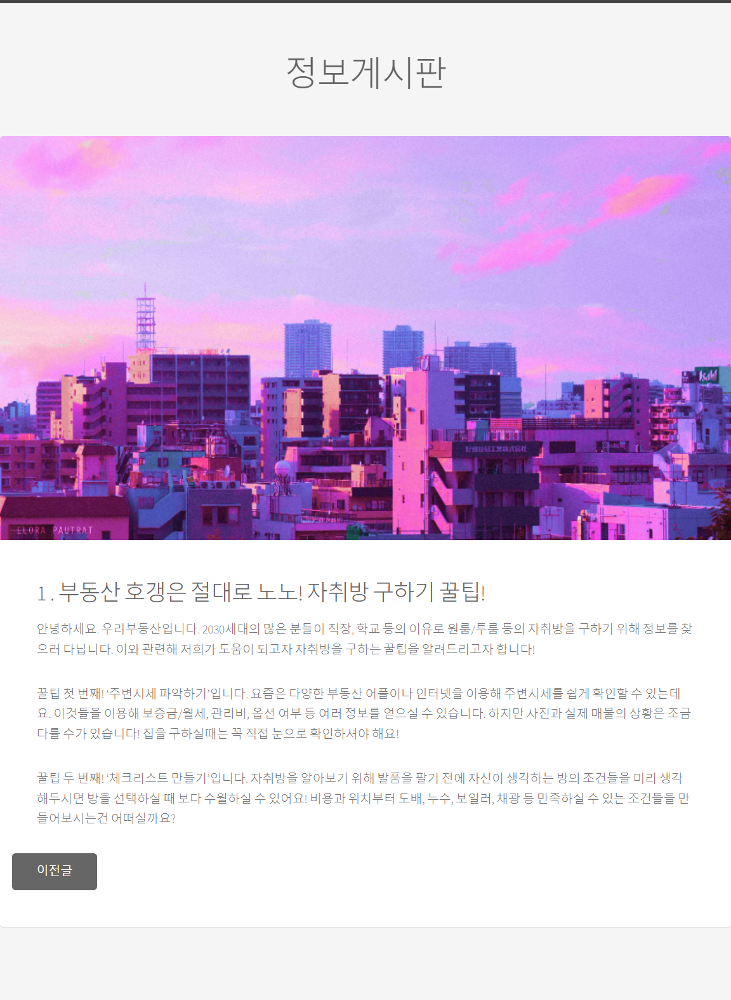 정보게시판
Asahi
ELORA PAUTRAT
1 . 부동산 호갱은 절대로 노노! 자취방 구하기 꿀팁!
안녕하세요. 우리부동산입니다. 2030세대의 많은 분들이 직장, 학교 등의 이유로 원룸/투룸 등의 자취방을 구하기 위해 정보를 찾
으러 다닙니다. 이와 관련해 저희가 도움이 되고자 자취방을 구하는 꿀팁을 알려드리고자 합니다!
꿀팁 첫 번째! ‘주변시세 파악하기’입니다. 요즘은 다양한 부동산 어플이나 인터넷을 이용해 주변시세를 쉽게 확인할 수 있는데
요. 이것들을 이용해 보증금/월세, 관리비, 옵션 여부 등 여러 정보를 얻으실 수 있습니다. 하지만 사진과 실제 매물의 상황은 조금
다를 수가 있습니다! 집을 구하실때는 꼭 직접 눈으로 확인하셔야 해요!
꿀팁 두 번째! ‘체크리스트 만들기’입니다. 자취방을 알아보기 위해 발품을 팔기 전에 자신이 생각하는 방의 조건들을 미리 생각
해두시면 방을 선택하실 때 보다 수월하실 수 있어요! 비용과 위치부터 도배, 누수, 보일러, 채광 등 만족하실 수 있는 조건들을 만
들어보시는건 어떠실까요?
이전글